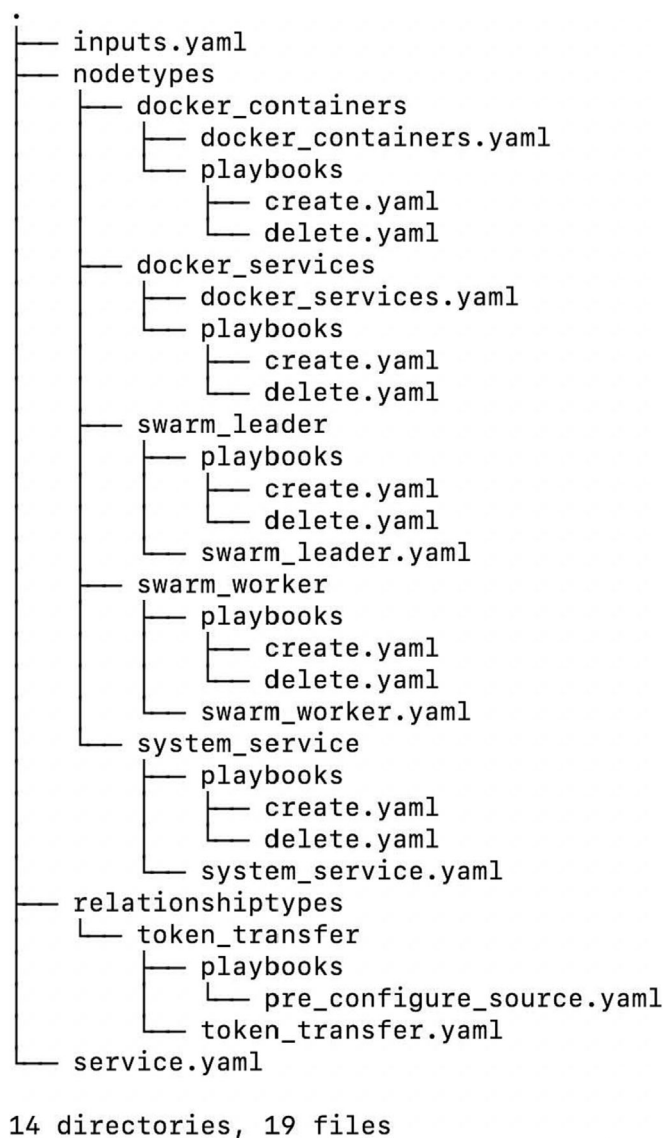 .
├── inputs.yaml
├── nodetypes
│   ├── docker_containers
│   │   ├── docker_containers.yaml
│   │   └── playbooks
│   │       ├── create.yaml
│   │       └── delete.yaml
│   ├── docker_services
│   │   ├── docker_services.yaml
│   │   └── playbooks
│   │       ├── create.yaml
│   │       └── delete.yaml
│   ├── swarm_leader
│   │   ├── playbooks
│   │   │   ├── create.yaml
│   │   │   └── delete.yaml
│   │   └── swarm_leader.yaml
│   ├── swarm_worker
│   │   ├── playbooks
│   │   │   ├── create.yaml
│   │   │   └── delete.yaml
│   │   └── swarm_worker.yaml
│   └── system_service
│       ├── playbooks
│       │   ├── create.yaml
│       │   └── delete.yaml
│       └── system_service.yaml
├── relationshiptypes
│   └── token_transfer
│       ├── playbooks
│       │   └── pre_configure_source.yaml
│       └── token_transfer.yaml
└── service.yaml

14 directories, 19 files